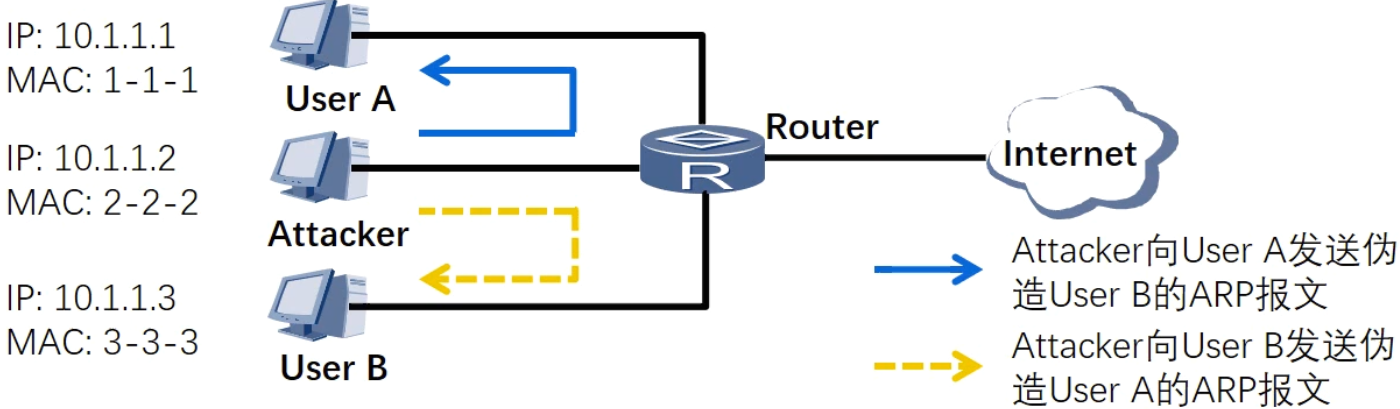 IP: 10.1.1.1
MAC: 1-1-1
User A
IP: 10.1.1.2
MAC: 2-2-2
Attacker
IP: 10.1.1.3
MAC: 3-3-3
User B
Router
R
Internet
Attacker向User A发送伪
造User B的ARP报文
Attacker向User B发送伪
造User A的ARP报文